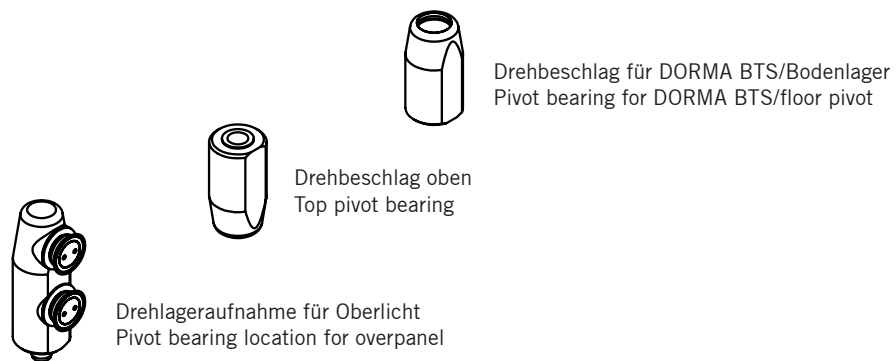 Drehbeschlag für DORMA BTS/Bodenlager
Pivot bearing for DORMA BTS/floor pivot
Drehbeschlag oben
Top pivot bearing
Drehlageraufnahme für Oberlicht
Pivot bearing location for overpanel